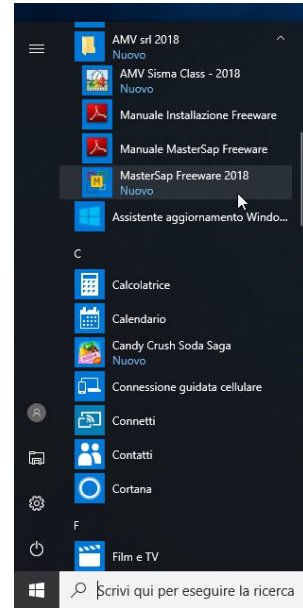 AMV srl 2018
Nuovo
AMV Sisma Class - 2018
Nuovo
Manuale Installazione Freeware
Manuale MasterSap Freeware
MasterSap Freeware 2018
Nuovo
Assistente aggiornamento Windo...
C
Calcolatrice
Calendario
Candy Crush Soda Saga
Nuovo
Connessione guidata cellulare
Connetti
Contatti
Cortana
F
Film e TV
Scrivi qui per eseguire la ricerca